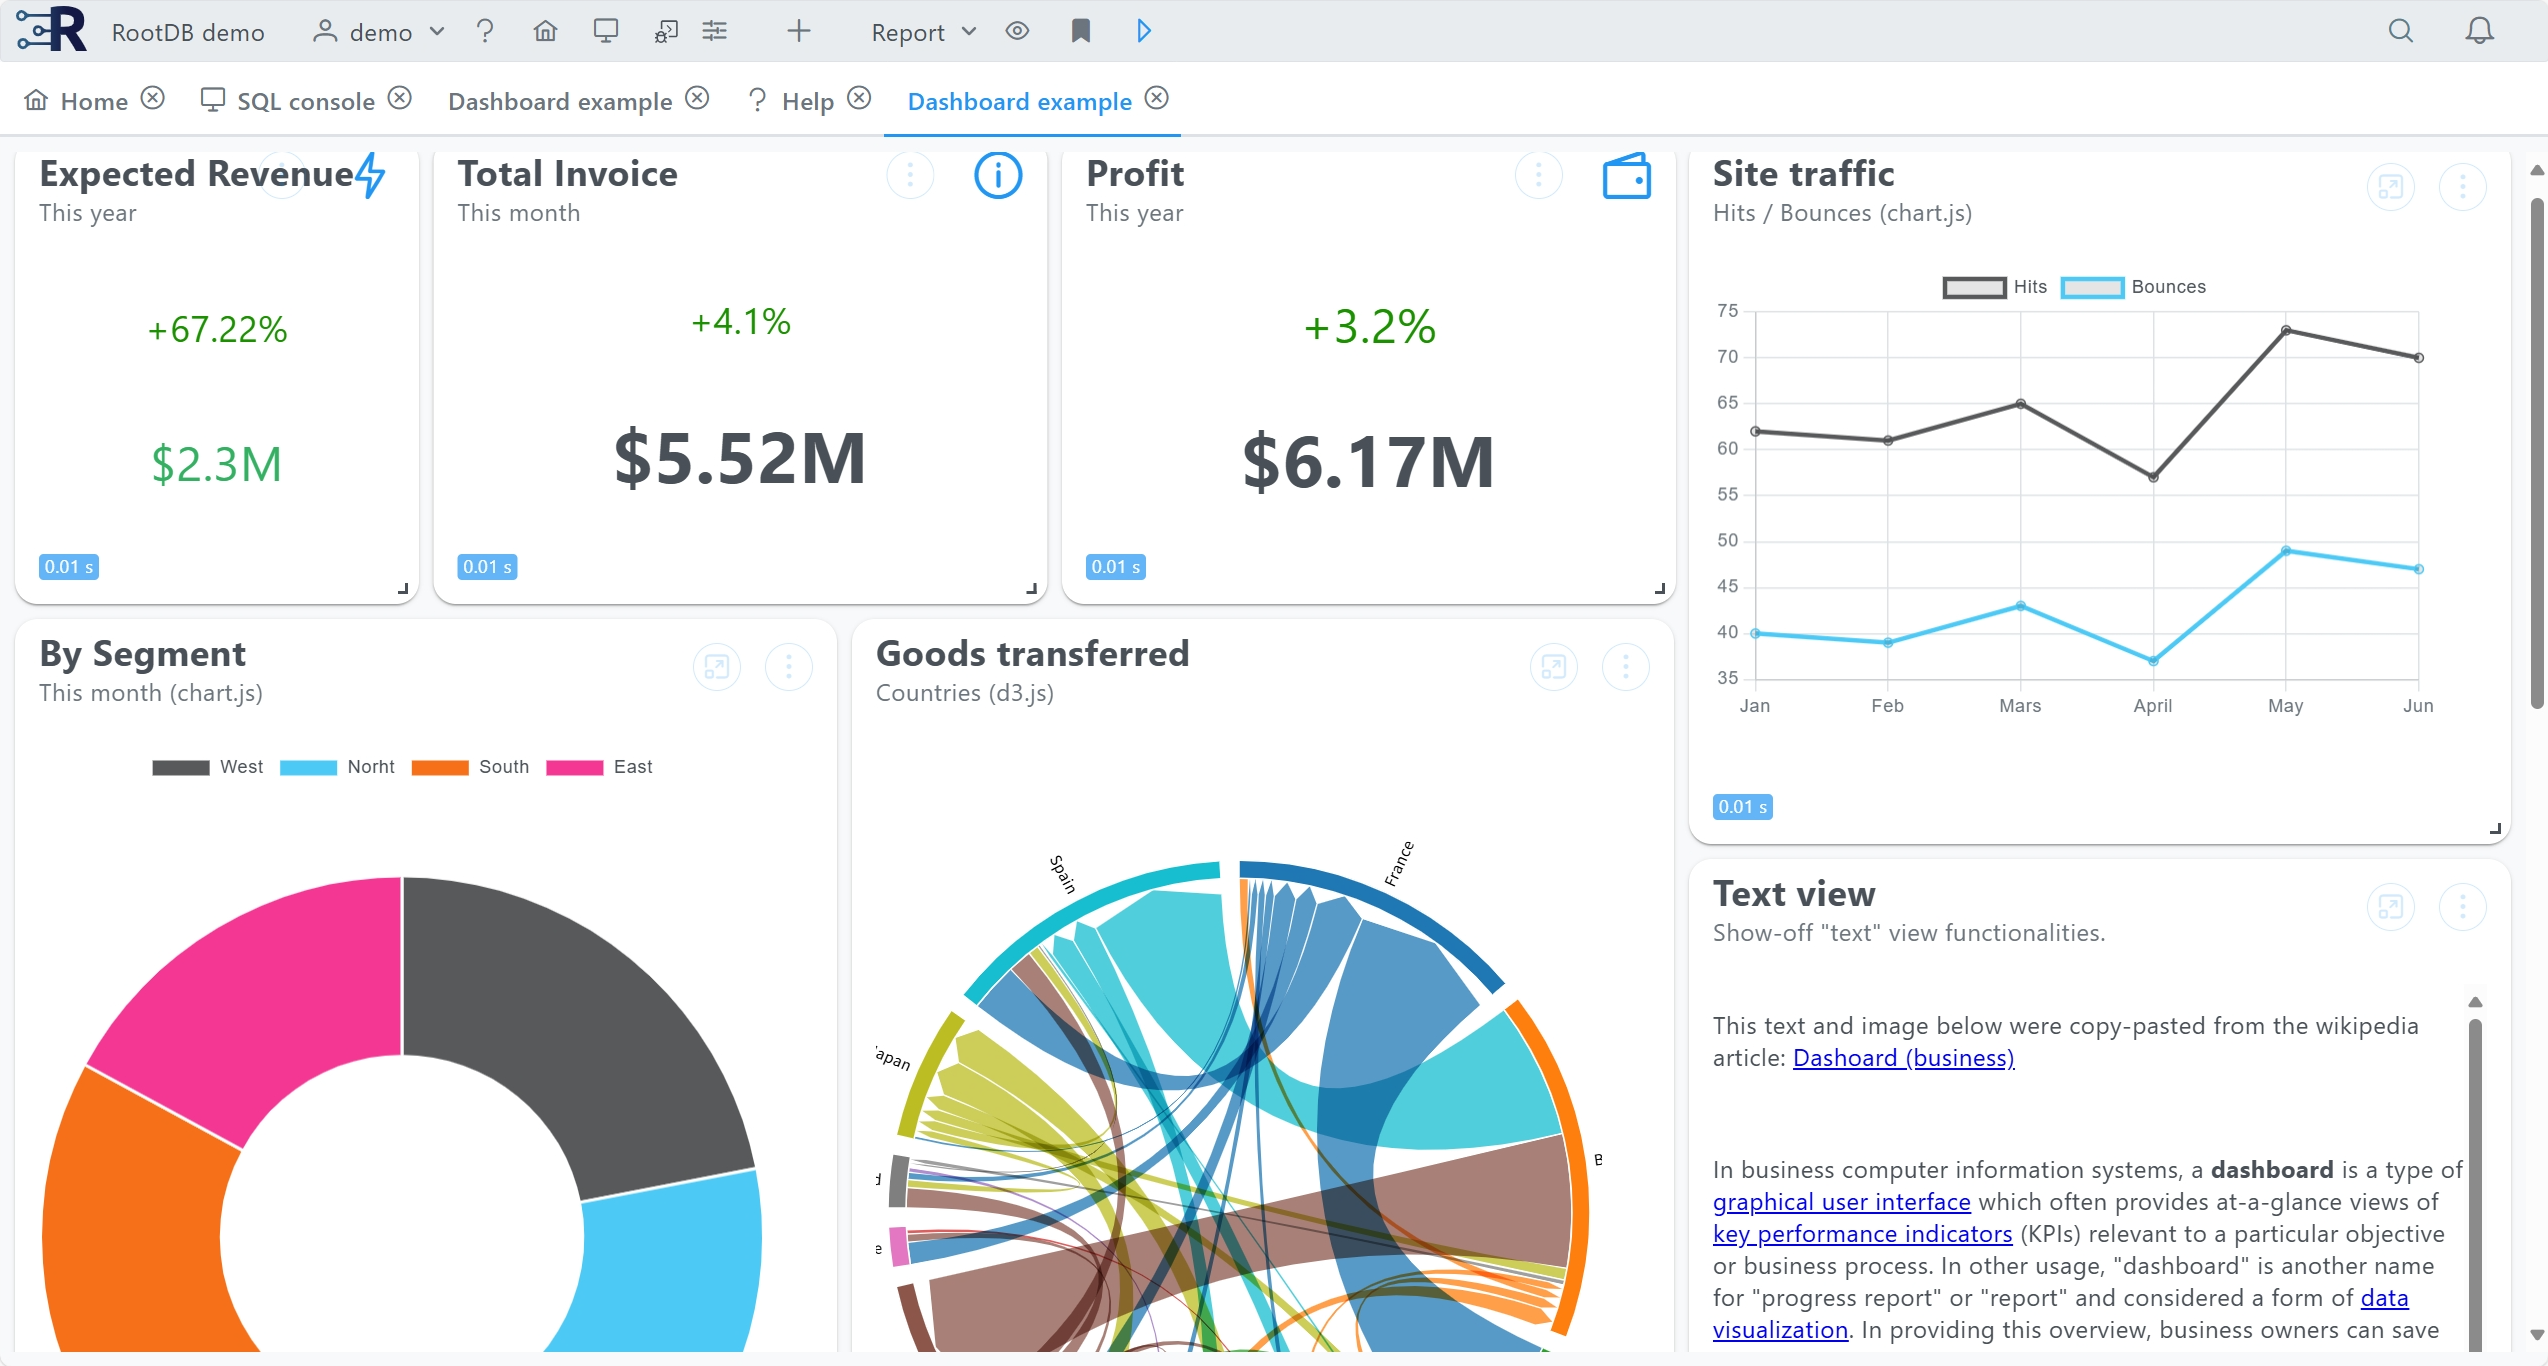 R RootDB demo demo Report
Home SQL console Dashboard example Help Dashboard example
Expected Revenue
This year
+67.22%
$2.3M
0.01 s
Total Invoice
This month
+4.1%
$5.52M
0.01 s
Profit
This year
+3.2%
$6.17M
0.01 s
Site traffic
Hits / Bounces (chart.js)
Hits Bounces
75
70
65
60
55
50
45
40
35
Jan Feb Mars April May Jun
0.01 s
By Segment
This month (chart.js)
West Norht South East
Goods transferred
Countries (d3.js)
Spain
France
Japan
B
d
e
Text view
Show-off "text" view functionalities.
This text and image below were copy-pasted from the wikipedia
article: Dashoard (business)
In business computer information systems, a dashboard is a type of
graphical user interface which often provides at-a-glance views of
key performance indicators (KPIs) relevant to a particular objective
or business process. In other usage, "dashboard" is another name
for "progress report" or "report" and considered a form of data
visualization. In providing this overview, business owners can save